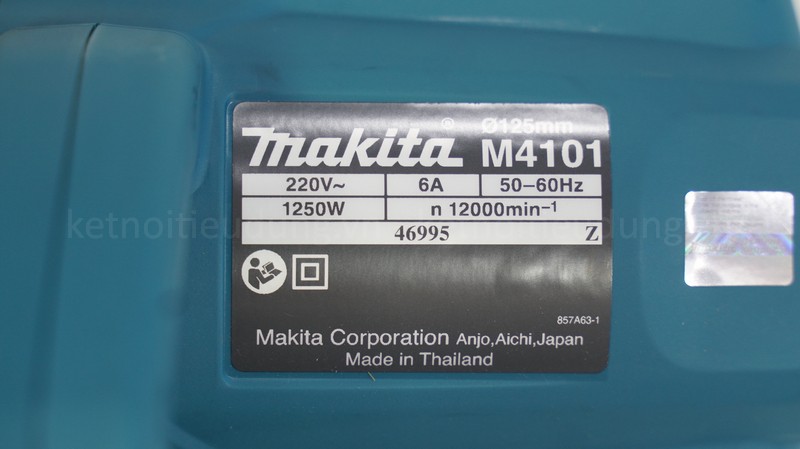 Ø125mm
makita® M4101
220V~ 6A 50–60Hz
1250W n 12000min-1
46995 Z
857A63-1
Makita Corporation Anjo,Aichi,Japan
Made in Thailand